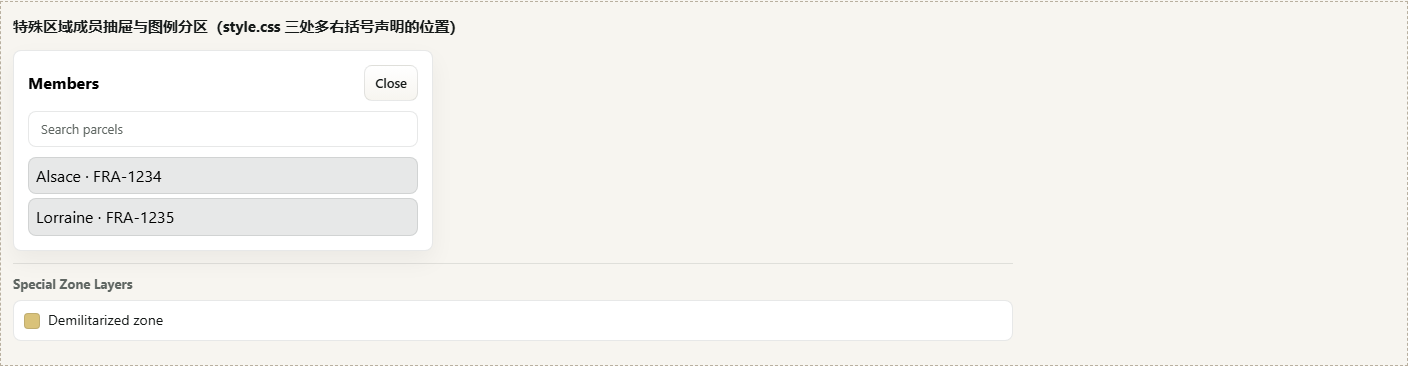 特殊区域成员抽屉与图例分区（style.css 三处多右括号声明的位置）
Members
Close
Search parcels
Alsace · FRA-1234
Lorraine · FRA-1235
Special Zone Layers
Demilitarized zone